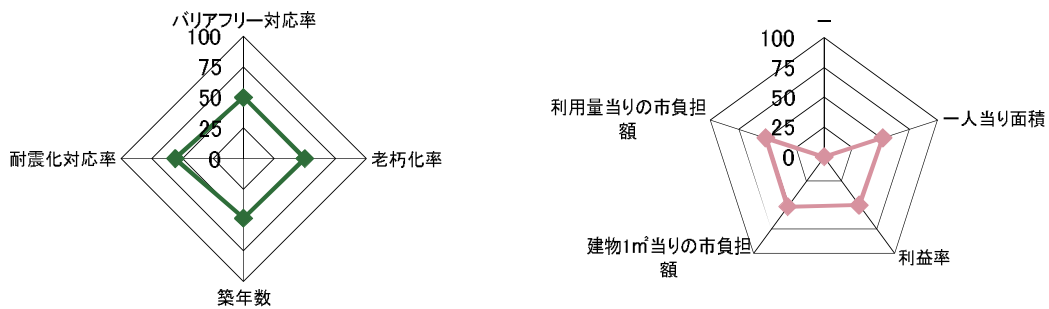 バリアフリー対応率
100
75
50
25
0
耐震化対応率
老朽化率
築年数
ー
100
75
50
25
0
利用量当りの市負担
額
一人当り面積
建物1㎡当りの市負担
額
利益率